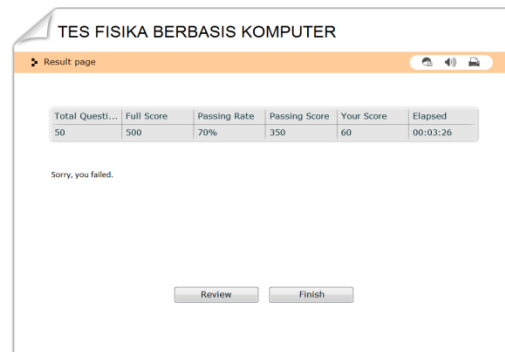 TES FISIKA BERBASIS KOMPUTER
Result page
Total Questi... Full Score Passing Rate Passing Score Your Score Elapsed
50 500 70% 350 60 00:03:26
Sorry, you failed.
Review Finish